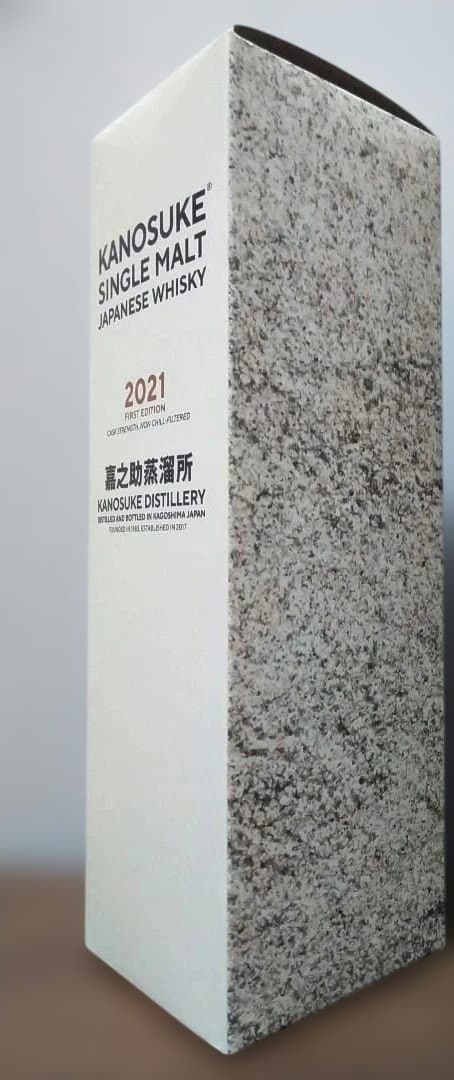 KANOSUKE®
SINGLE MALT
JAPANESE WHISKY
2021
FIRST EDITION
CASK STRENGTH, NON CHILL-FILTERED
嘉之助蒸溜所
KANOSUKE DISTILLERY
DISTILLED AND BOTTLED IN KAGOSHIMA JAPAN
FOUNDED IN 1883, ESTABLISHED IN 2017